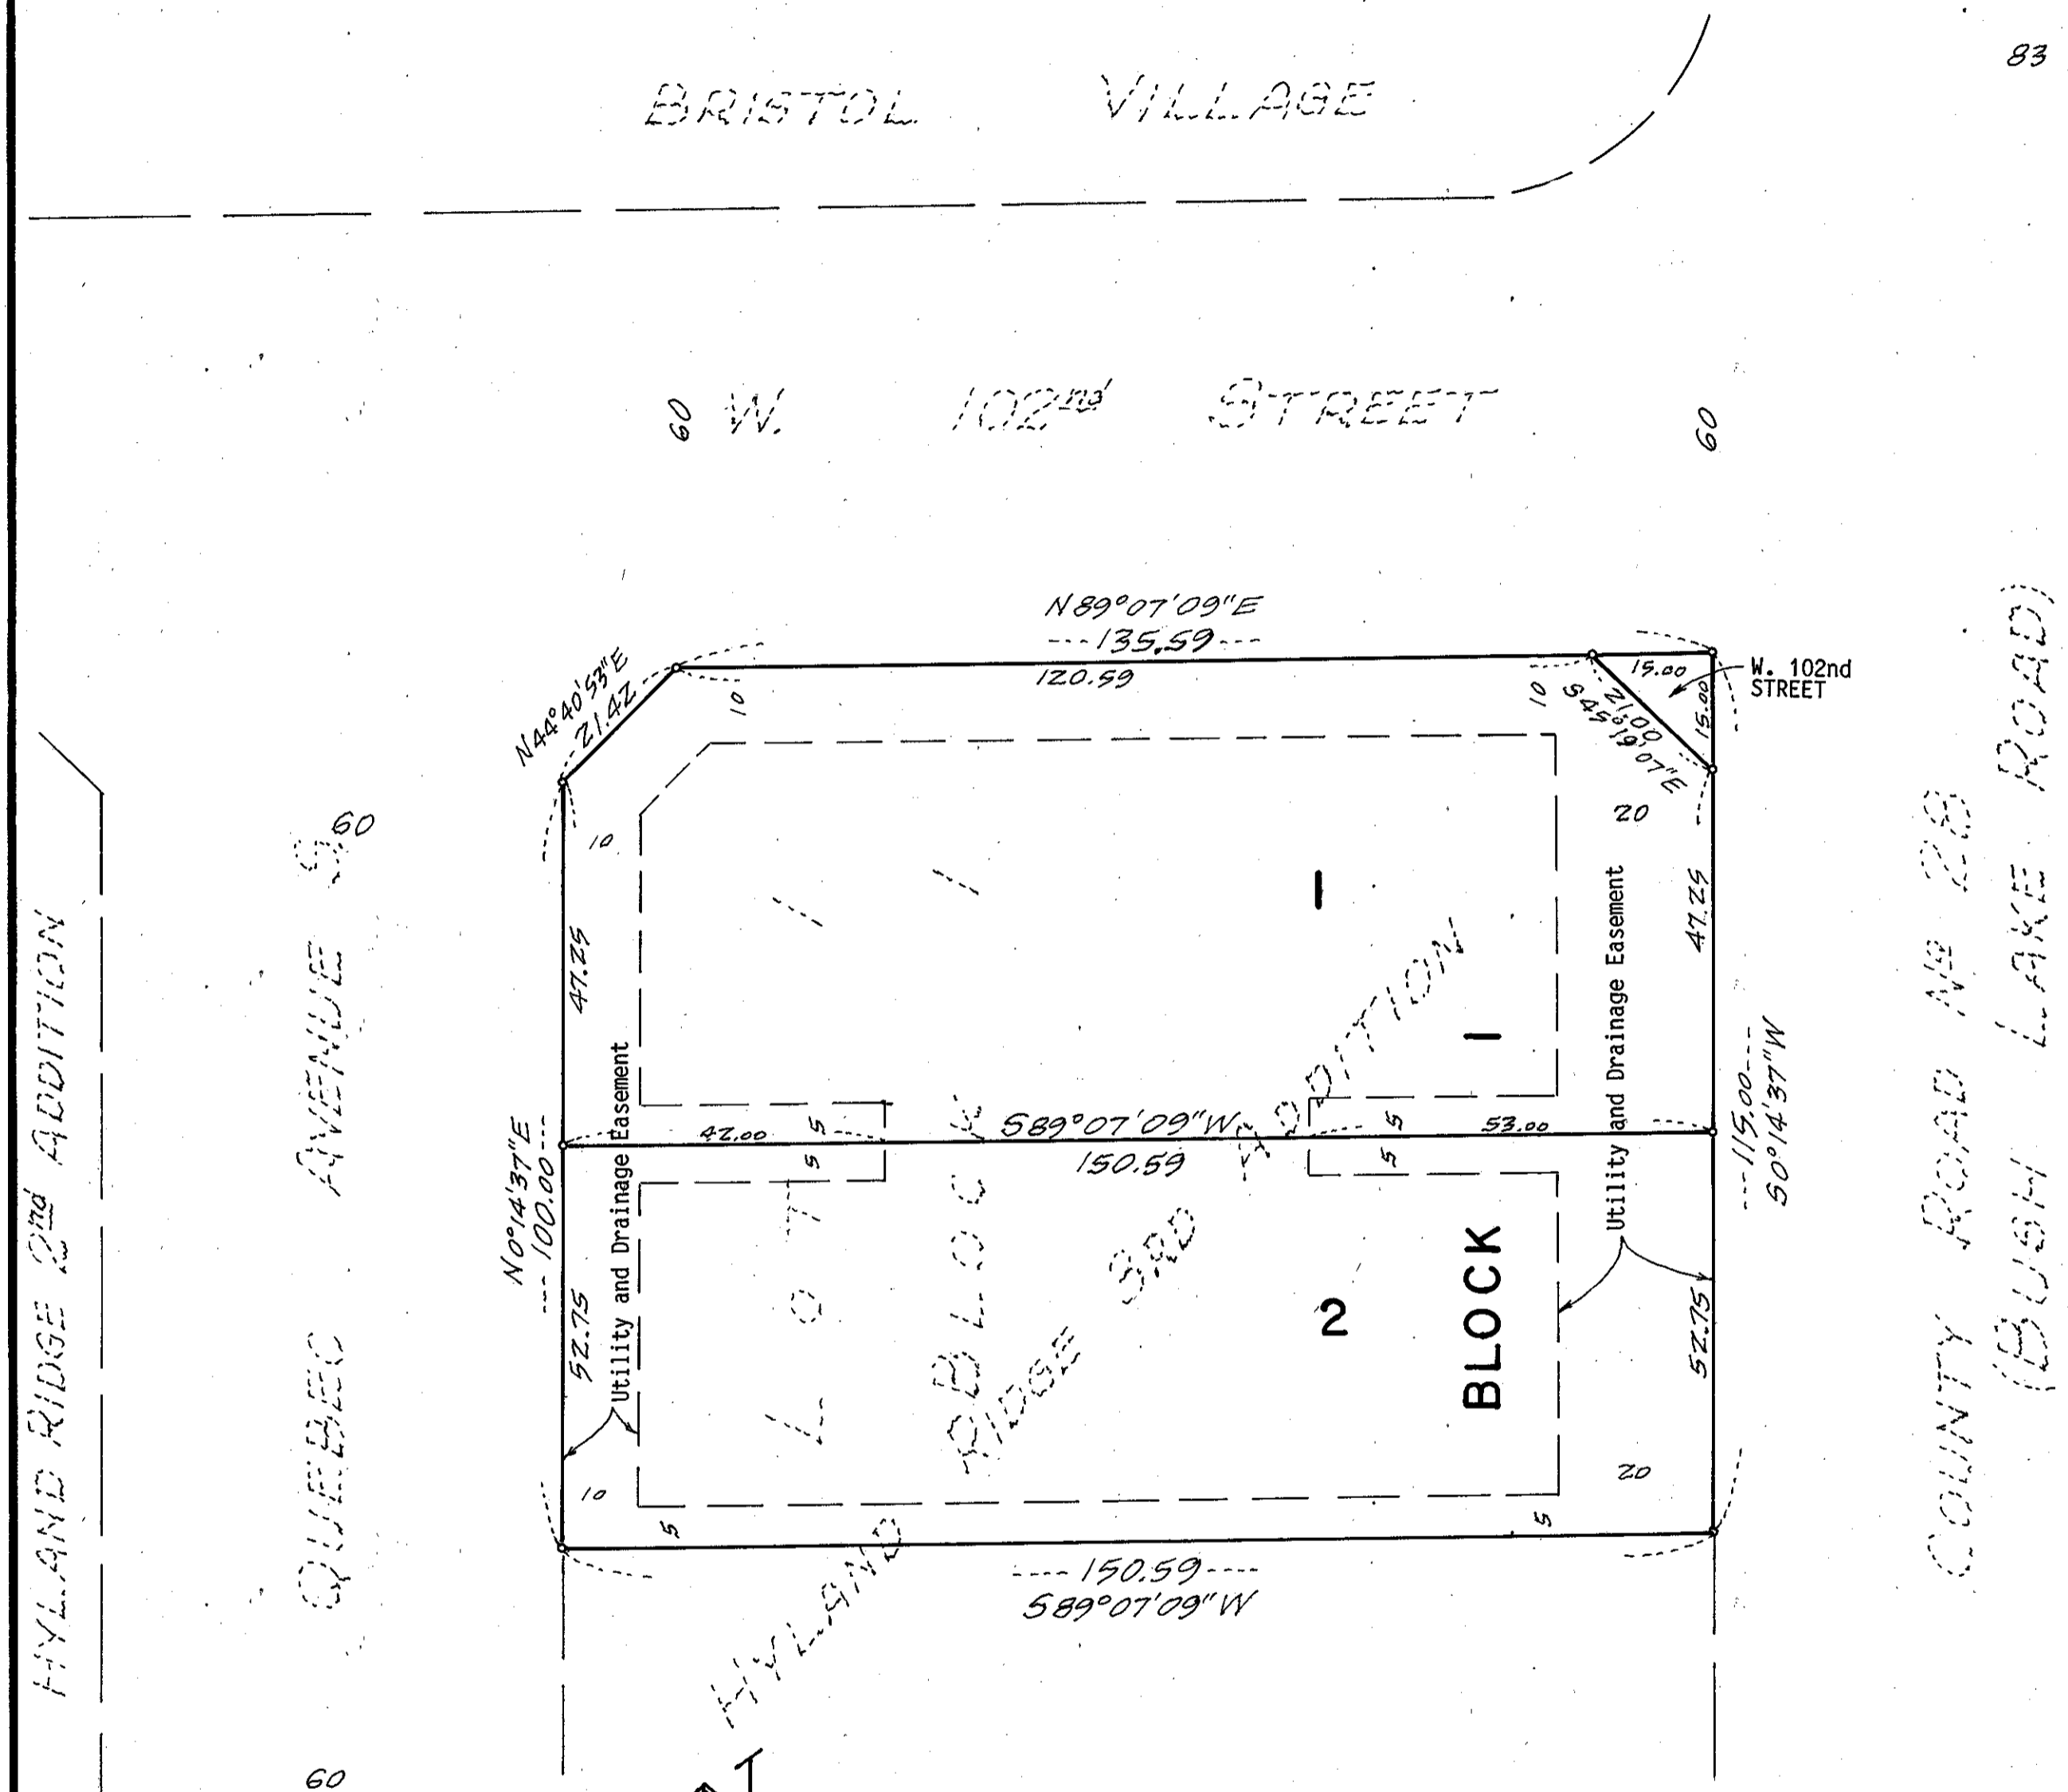 83
BRISTOL VILLAGE
60 W. 102nd STREET 60
N89°07'09"E
135.59
120.59
15.00
15.00
W. 102nd
STREET
N44°40'53"E
21.42
10
10
S45°19'07"E
21.01
10
20
60
47.25
47.25
1
1
HYLAND RIDGE 2nd ADDITION
QUEBEC AVENUE S.
Utility and Drainage Easement
Utility and Drainage Easement
COUNTY ROAD Nº 28
(BUSH LAKE ROAD)
N0°14'37"E
100.00
42.00
5
5
S89°07'09"W
150.59
5
5
53.00
115.00
S0°14'37"W
52.75
52.75
LOT 1
BLOCK 1
HYLAND RIDGE 3RD ADDITION
2
BLOCK
10
5
5
20
150.59
S89°07'09"W
60